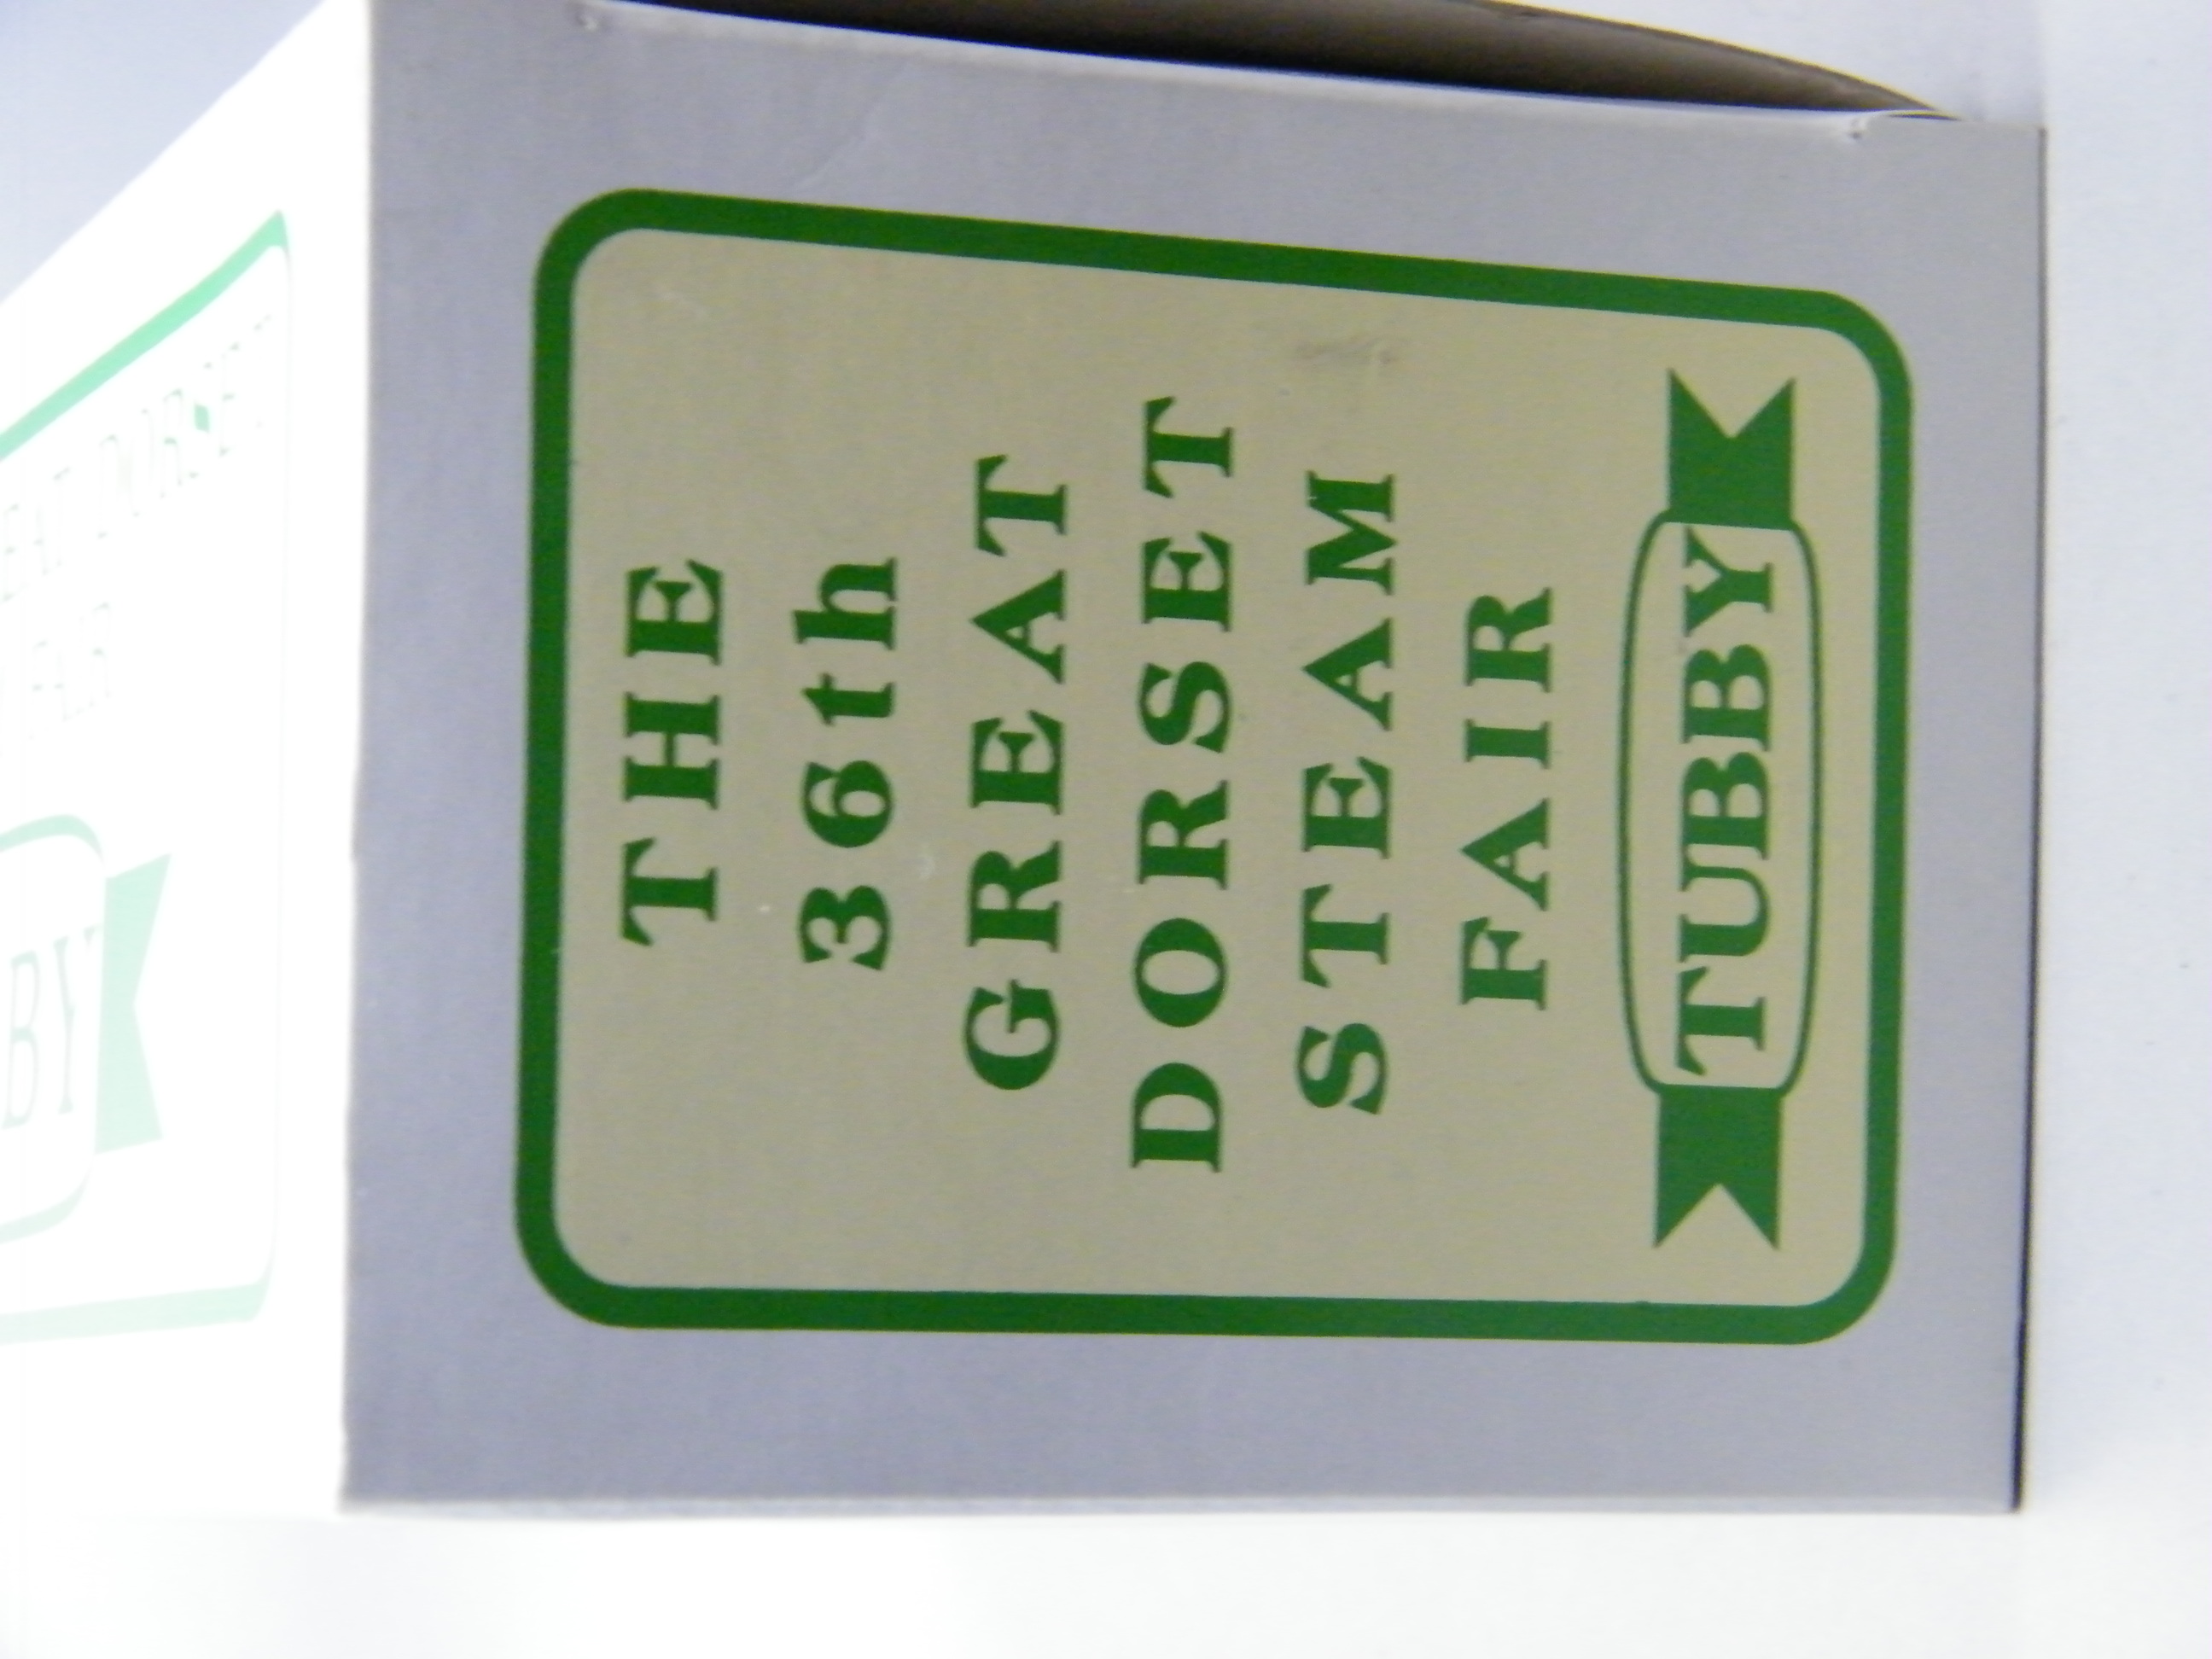 THE
36th
GREAT
DORSET
STEAM
FAIR
TUBBY